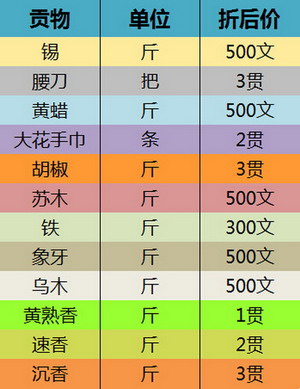 贡物 单位 折后价
锡 斤 500文
腰刀 把 3贯
黄蜡 斤 500文
大花手巾 条 2贯
胡椒 斤 3贯
苏木 斤 500文
铁 斤 300文
象牙 斤 500文
乌木 斤 500文
黄熟香 斤 1贯
速香 斤 2贯
沉香 斤 3贯